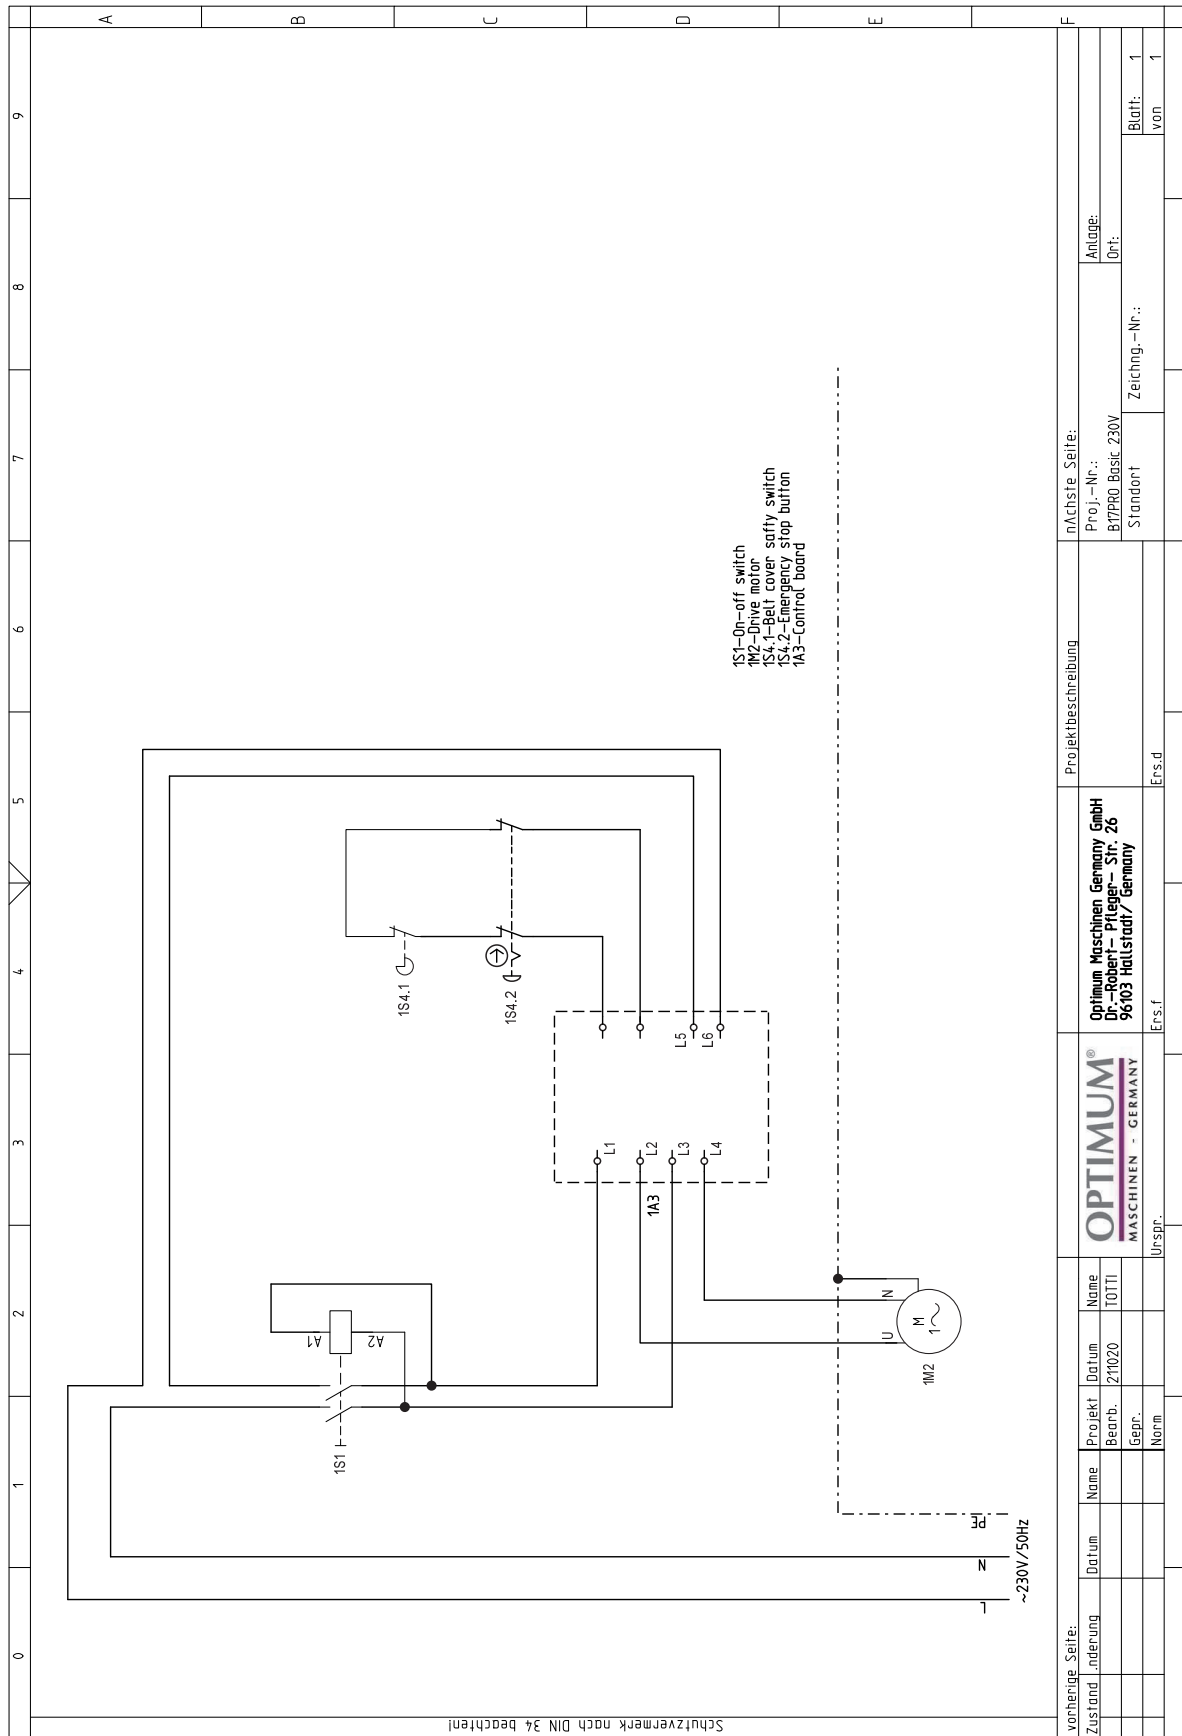 0 1 2 3 4 5 6 7 8 9
A
B
C
D
E
F
Schutzvermerk nach DIN 34 beachten!
1S1
A1
A2
1S4.1
1S4.2
1A3
L1
L2
L3
L4
L5
L6
U
N
M
1~
1M2
L
N
PE
~230V/50Hz
1S1-On-off switch
1M2-Drive motor
1S4.1-Belt cover safty switch
1S4.2-Emergency stop button
1A3-Control board
vorherige Seite:
Zustand .nderung Datum Name
Projekt Datum Name
Bearb. 211020 TOTTI
Gepr.
Norm
Urspr.
OPTIMUM®
MASCHINEN - GERMANY
Optimum Maschinen Germany GmbH
Dr.-Robert- Pfleger- Str. 26
96103 Hallstadt/ Germany
Ers.f
Ers.d
Projektbeschreibung
nÄchste Seite:
Proj.-Nr.:
B17PRO Basic 230V
Standort
Zeichng.-Nr.:
Anlage:
Ort:
Blatt: 1
von 1